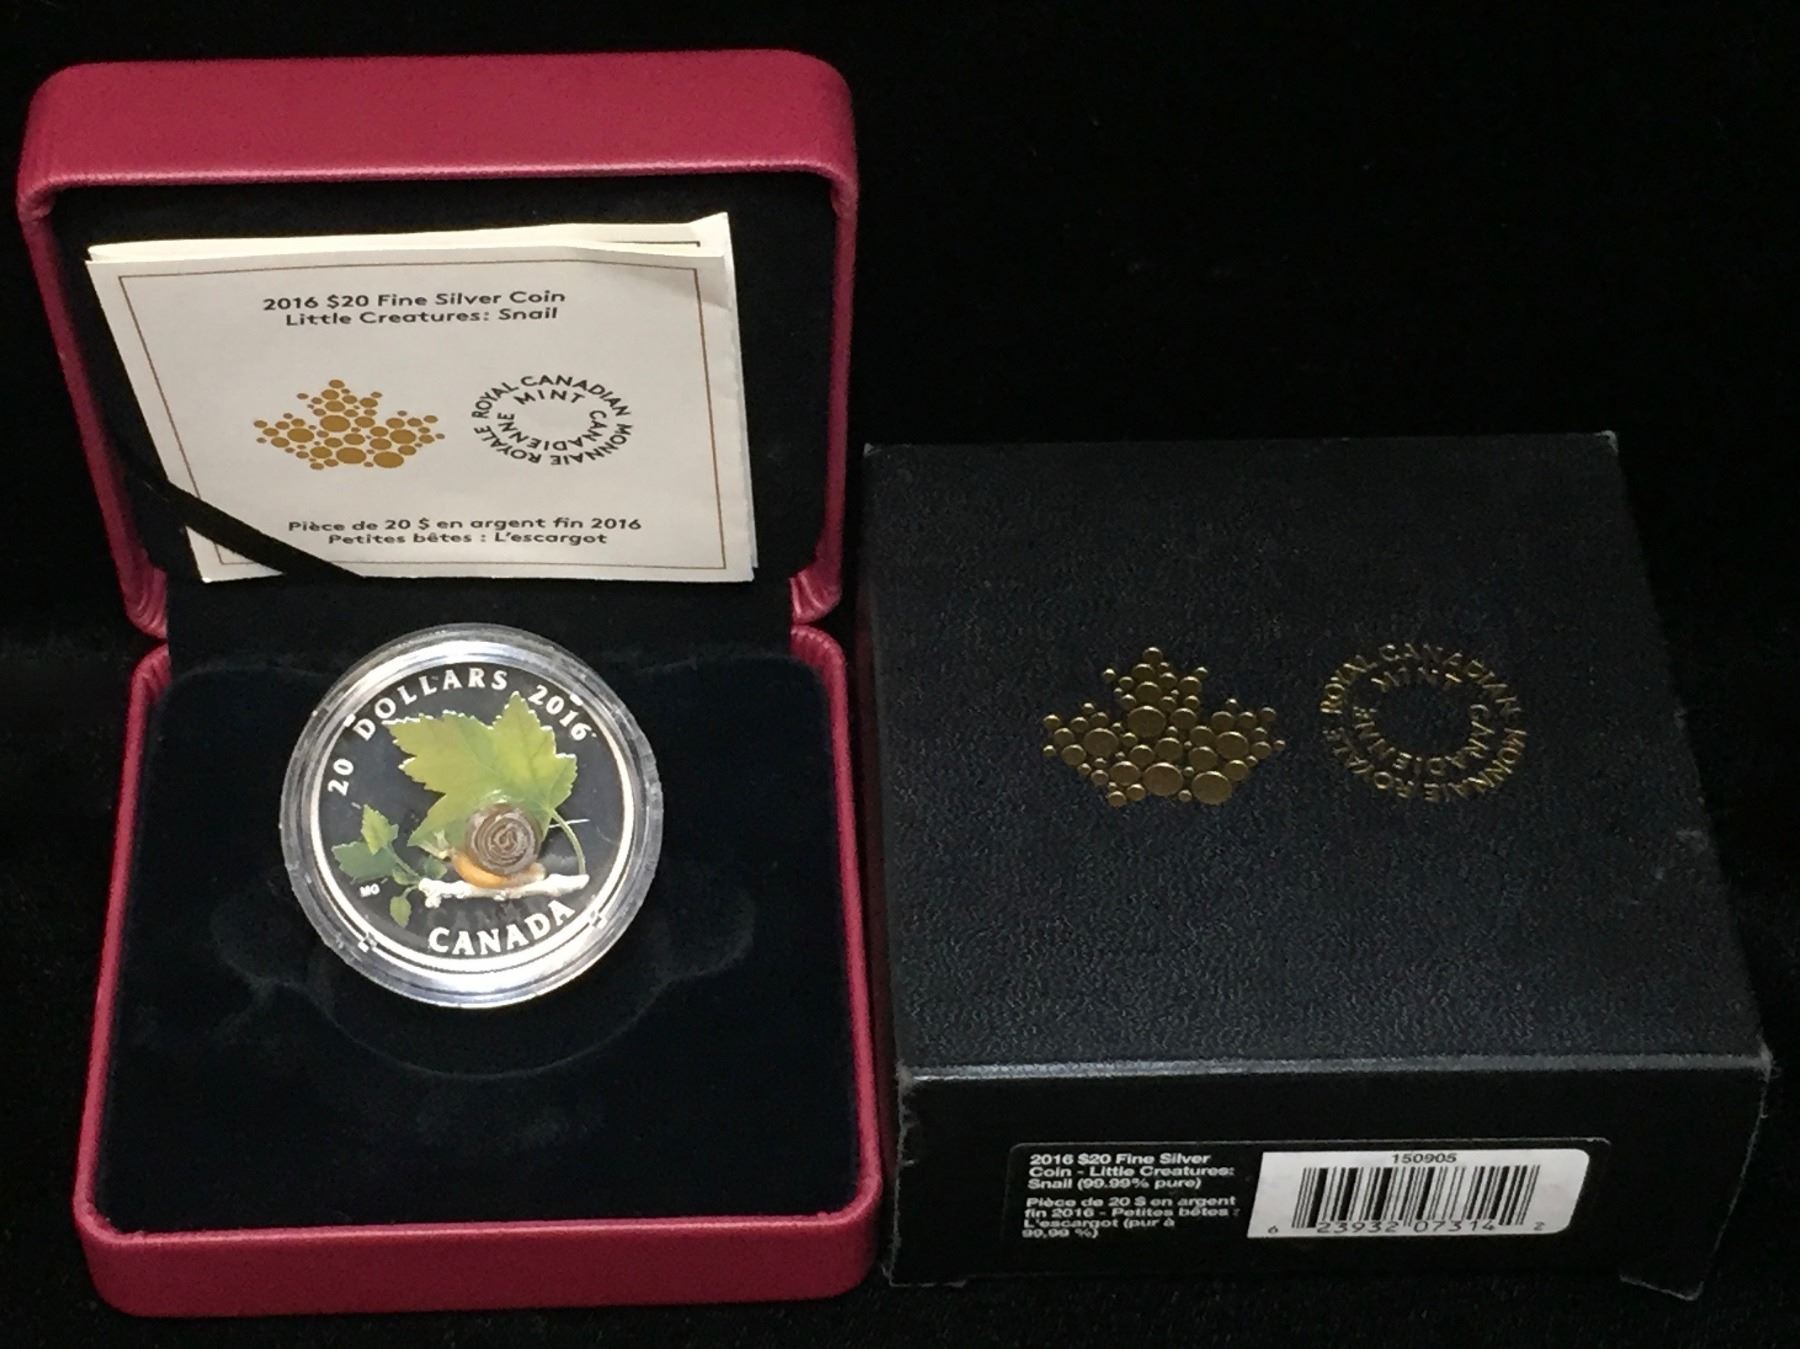 2016 $20 Fine Silver Coin
Little Creatures: Snail
ROYAL CANADIAN MINT
MONNAIE ROYALE CANADIENNE
Pièce de 20 $ en argent fin 2016
Petites bêtes : L'escargot
20 DOLLARS 2016
MG
CANADA
ROYAL CANADIAN MINT
MONNAIE ROYALE CANADIENNE
2016 $20 Fine Silver
Coin - Little Creatures:
Snail (99.99% pure)
Pièce de 20 $ en argent
fin 2016 - Petites bêtes :
L'escargot (pur à
99,99 %)
150905
6 23932 07314 2